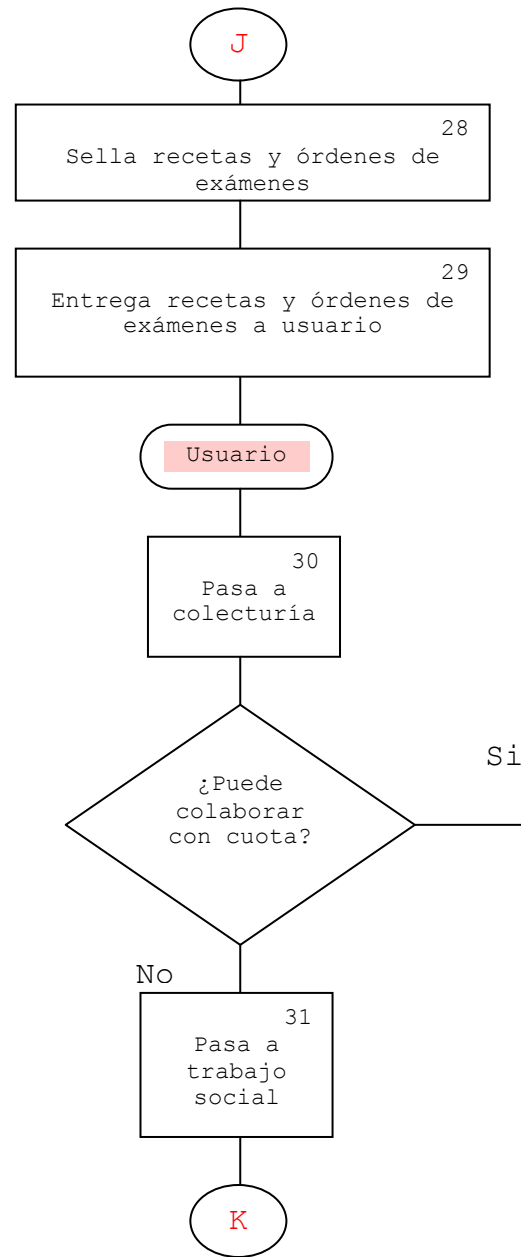 J
28
Sella recetas y órdenes de
exámenes
29
Entrega recetas y órdenes de
exámenes a usuario
Usuario
30
Pasa a
colecturía
¿Puede
colaborar
con cuota?
Si
No
31
Pasa a
trabajo
social
K